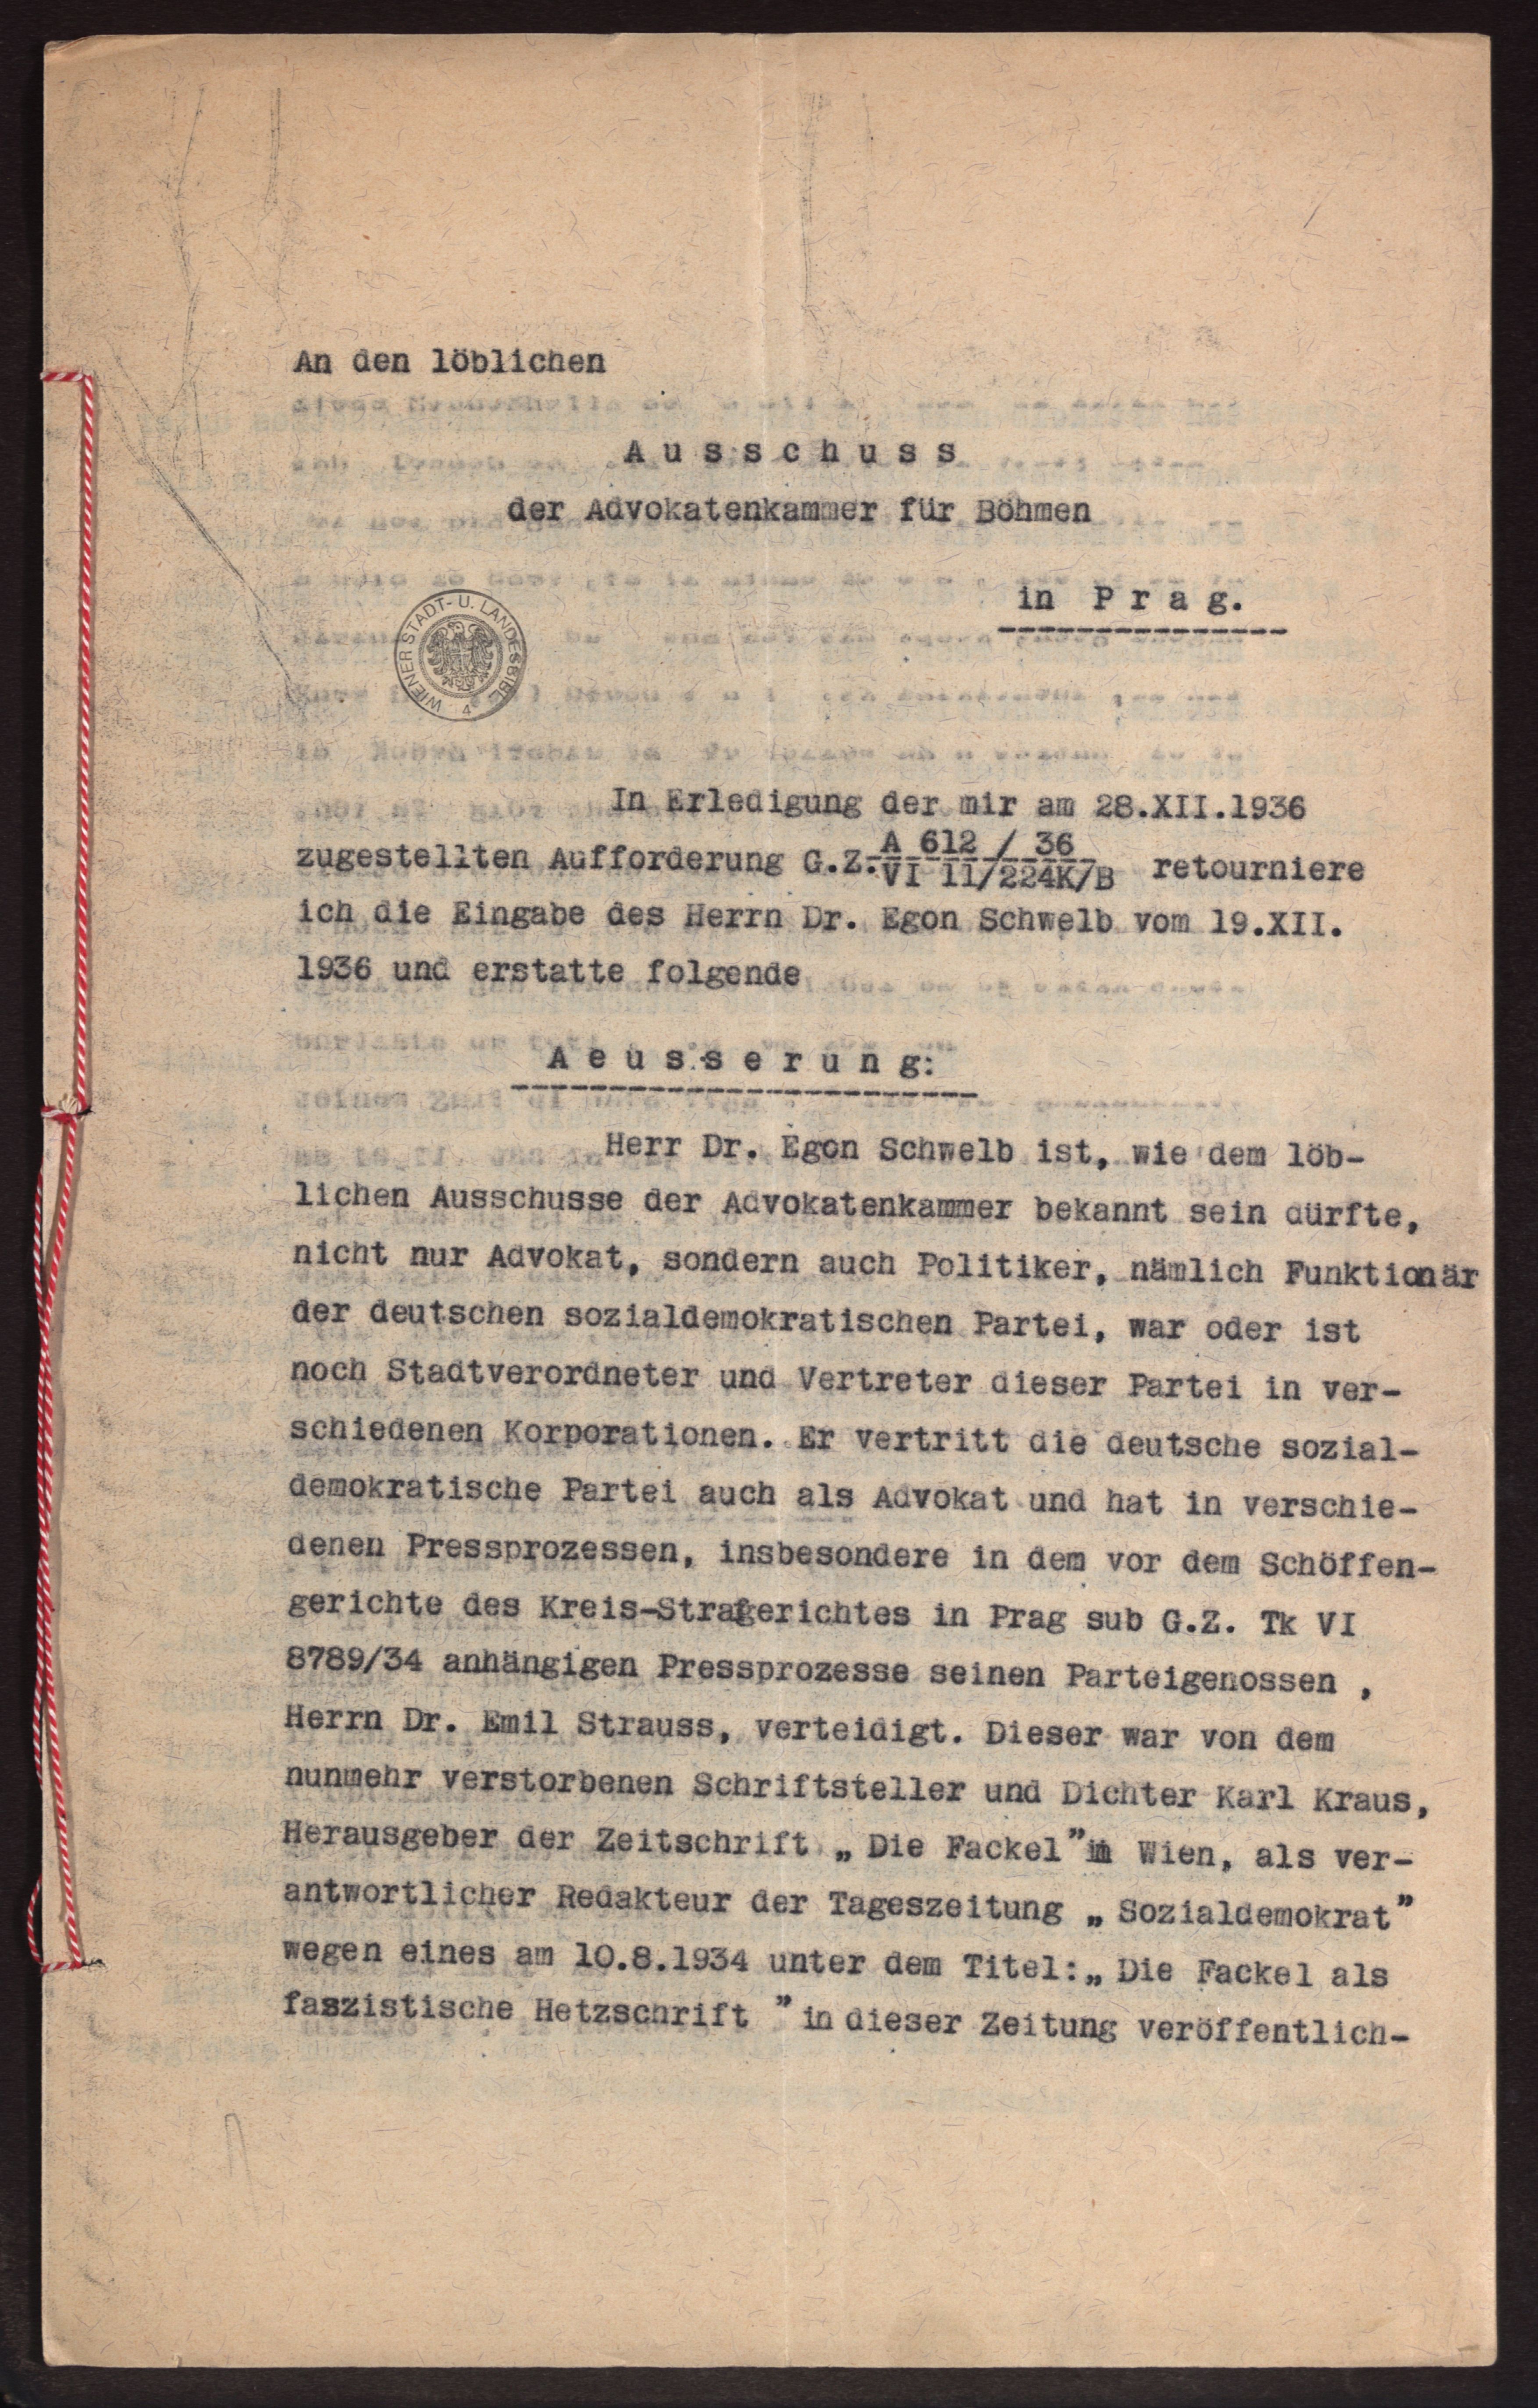 An den löblichen
A u s s c h u s s
der Advokatenkammer für Böhmen
in P r a g.
WIENER STADT- U. LANDESBIBL. 4
In Erledigung der mir am 28.XII.1936
zugestellten Aufforderung G.Z. A 612 / 36 VI 11/224K/B retourniere
ich die Eingabe des Herrn Dr. Egon Schwelb vom 19.XII.
1936 und erstatte folgende
A e u s s e r u n g:
Herr Dr. Egon Schwelb ist, wie dem löb-
lichen Ausschusse der Advokatenkammer bekannt sein dürfte,
nicht nur Advokat, sondern auch Politiker, nämlich Funktionär
der deutschen sozialdemokratischen Partei, war oder ist
noch Stadtverordneter und Vertreter dieser Partei in ver-
schiedenen Korporationen. Er vertritt die deutsche sozial-
demokratische Partei auch als Advokat und hat in verschie-
denen Pressprozessen, insbesondere in dem vor dem Schöffen-
gerichte des Kreis-Strafgerichtes in Prag sub G.Z. Tk VI
8789/34 anhängigen Pressprozesse seinen Parteigenossen ,
Herrn Dr. Emil Strauss, verteidigt. Dieser war von dem
nunmehr verstorbenen Schriftsteller und Dichter Karl Kraus,
Herausgeber der Zeitschrift „ Die Fackel” in Wien, als ver-
antwortlicher Redakteur der Tageszeitung „ Sozialdemokrat”
wegen eines am 10.8.1934 unter dem Titel:„ Die Fackel als
faszistische Hetzschrift ” in dieser Zeitung veröffentlich-